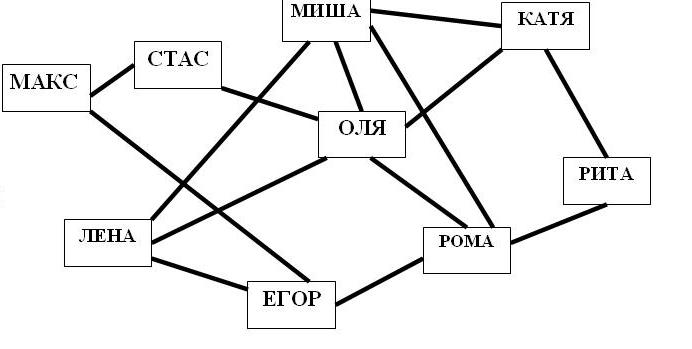 МИША
КАТЯ
СТАС
МАКС
ОЛЯ
РИТА
ЛЕНА
РОМА
ЕГОР